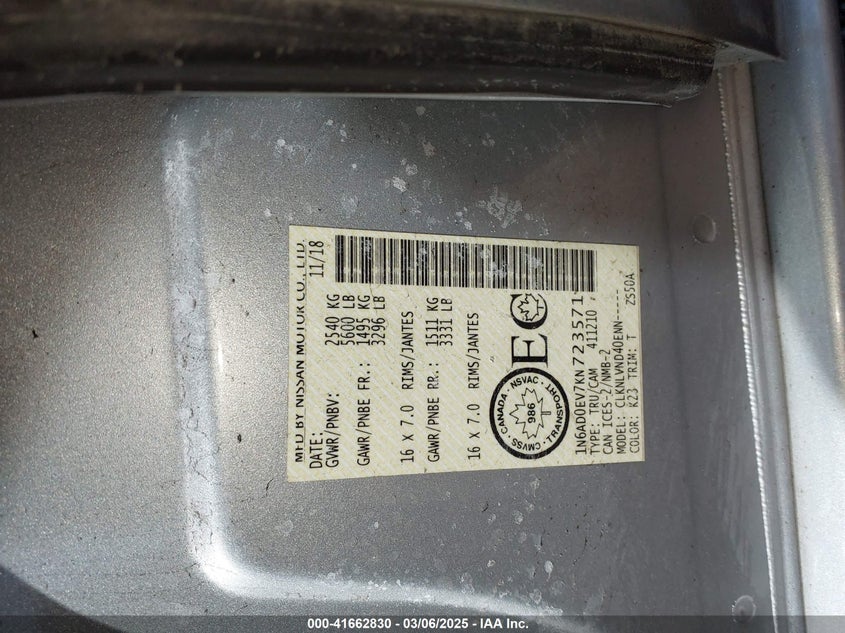 MFD BY NISSAN MOTOR CO., LTD.
DATE: 11/18
GVWR/PNBV: 2540 KG
5600 LB
GAWR/PNBE FR.: 1495 KG
3296 LB
16 X 7.0 RIMS/JANTES
GAWR/PNBE RR.: 1511 KG
3331 LB
16 X 7.0 RIMS/JANTES
CANADA · NSVAC · TRANSPORT · CMVSS
986
EC
1N6AD0EV7KN723571
TYPE: TRU/CAM 411210
CAN ICES-2/NMB-2
MODEL: CLKNLVND40ENN-----
COLOR: K23 TRIM: T ZS50A
000-41662830 - 03/06/2025 - IAA Inc.